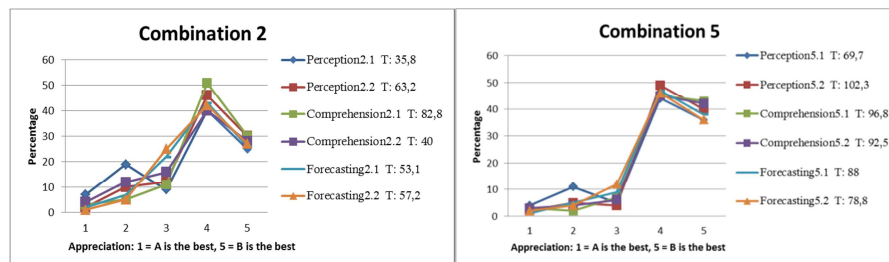 Combination 2
60
50
40
30
20
10
0
Percentage
1 2 3 4 5
Appreciation: 1 = A is the best, 5 = B is the best
Perception2.1 T: 35,8
Perception2.2 T: 63,2
Comprehension2.1 T: 82,8
Comprehension2.2 T: 40
Forecasting2.1 T: 53,1
Forecasting2.2 T: 57,2
Combination 5
60
50
40
30
20
10
0
Percentage
1 2 3 4 5
Appreciation: 1 = A is the best, 5 = B is the best
Perception5.1 T: 69,7
Perception5.2 T: 102,3
Comprehension5.1 T: 96,8
Comprehension5.2 T: 92,5
Forecasting5.1 T: 88
Forecasting5.2 T: 78,8